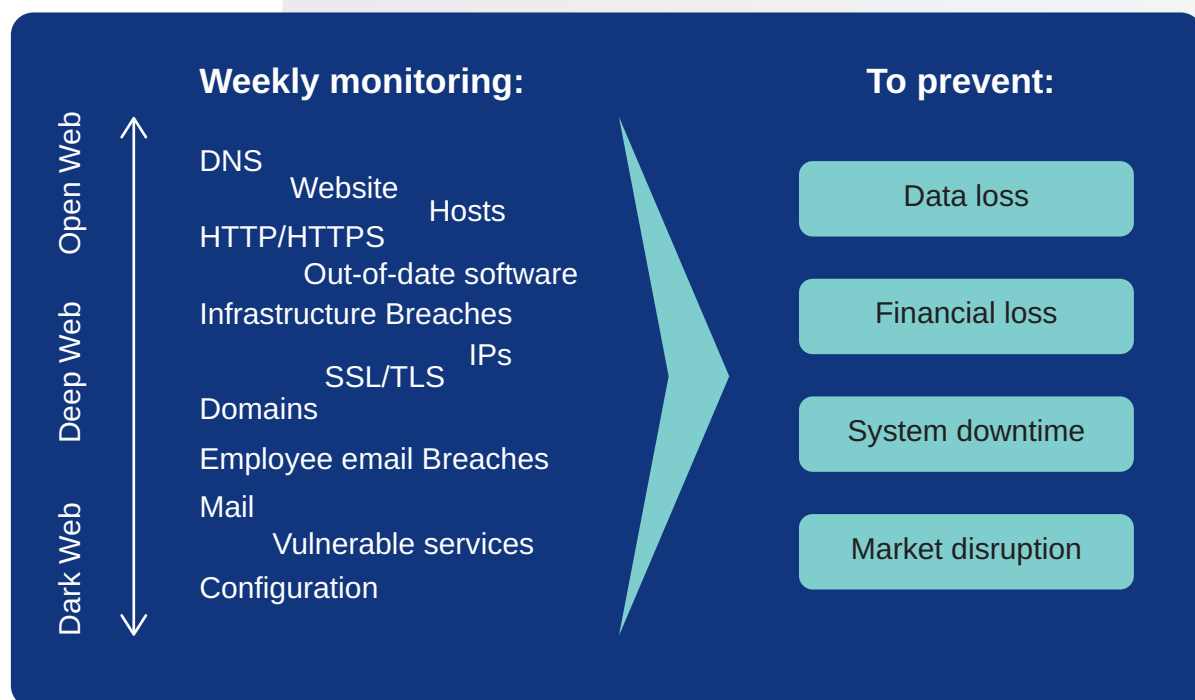 Weekly monitoring:
To prevent:
Open Web
Deep Web
Dark Web
DNS
Website
Hosts
HTTP/HTTPS
Out-of-date software
Infrastructure Breaches
IPs
SSL/TLS
Domains
Employee email Breaches
Mail
Vulnerable services
Configuration
Data loss
Financial loss
System downtime
Market disruption